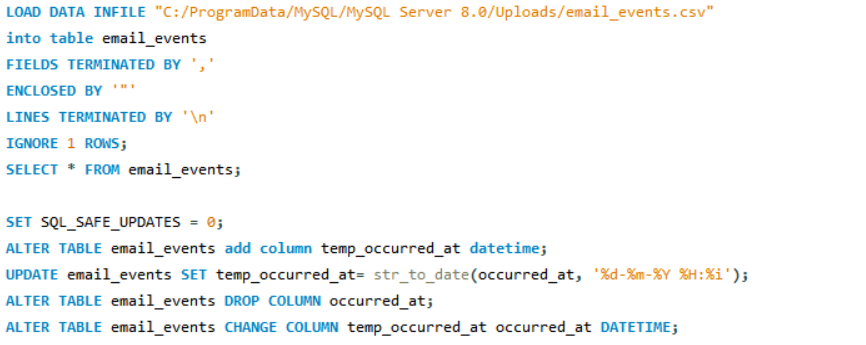 LOAD DATA INFILE "C:/ProgramData/MySQL/MySQL Server 8.0/Uploads/email_events.csv"
into table email_events
FIELDS TERMINATED BY ','
ENCLOSED BY '"'
LINES TERMINATED BY '\n'
IGNORE 1 ROWS;
SELECT * FROM email_events;
SET SQL_SAFE_UPDATES = 0;
ALTER TABLE email_events add column temp_occurred_at datetime;
UPDATE email_events SET temp_occurred_at= str_to_date(occurred_at, '%d-%m-%Y %H:%i');
ALTER TABLE email_events DROP COLUMN occurred_at;
ALTER TABLE email_events CHANGE COLUMN temp_occurred_at occurred_at DATETIME;